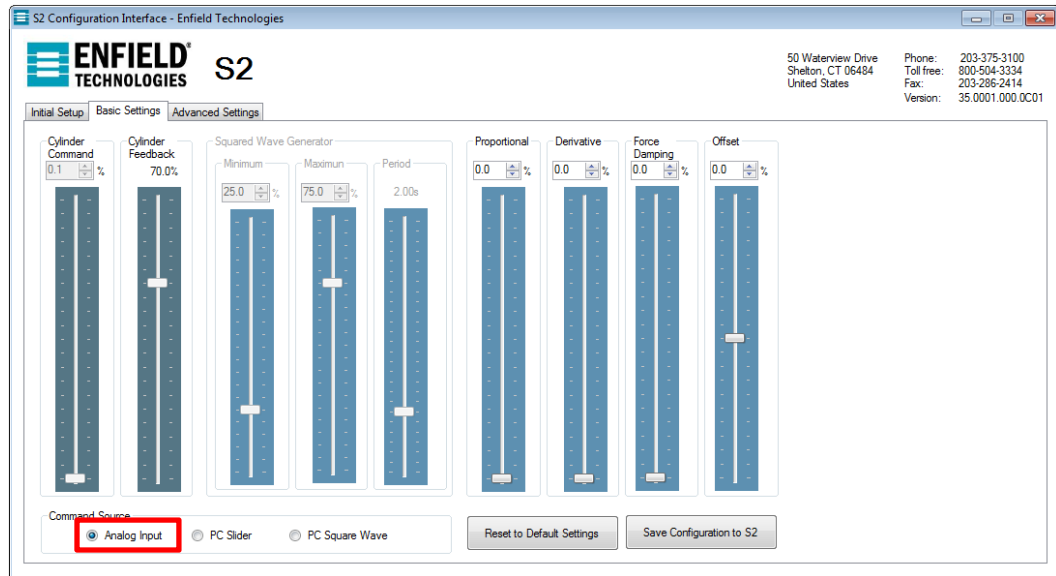 S2 Configuration Interface - Enfield Technologies
ENFIELD®
TECHNOLOGIES
S2
50 Waterview Drive
Shelton, CT 06484
United States
Phone: 203-375-3100
Toll free: 800-504-3334
Fax: 203-286-2414
Version: 35.0001.000.0C01
Initial Setup Basic Settings Advanced Settings
Cylinder
Command
0.1 %
Cylinder
Feedback
70.0%
Squared Wave Generator
Minimum
25.0 %
Maximun
75.0 %
Period
2.00s
Proportional
0.0 %
Derivative
0.0 %
Force
Damping
0.0 %
Offset
0.0 %
Command Source
Analog Input PC Slider PC Square Wave
Reset to Default Settings
Save Configuration to S2